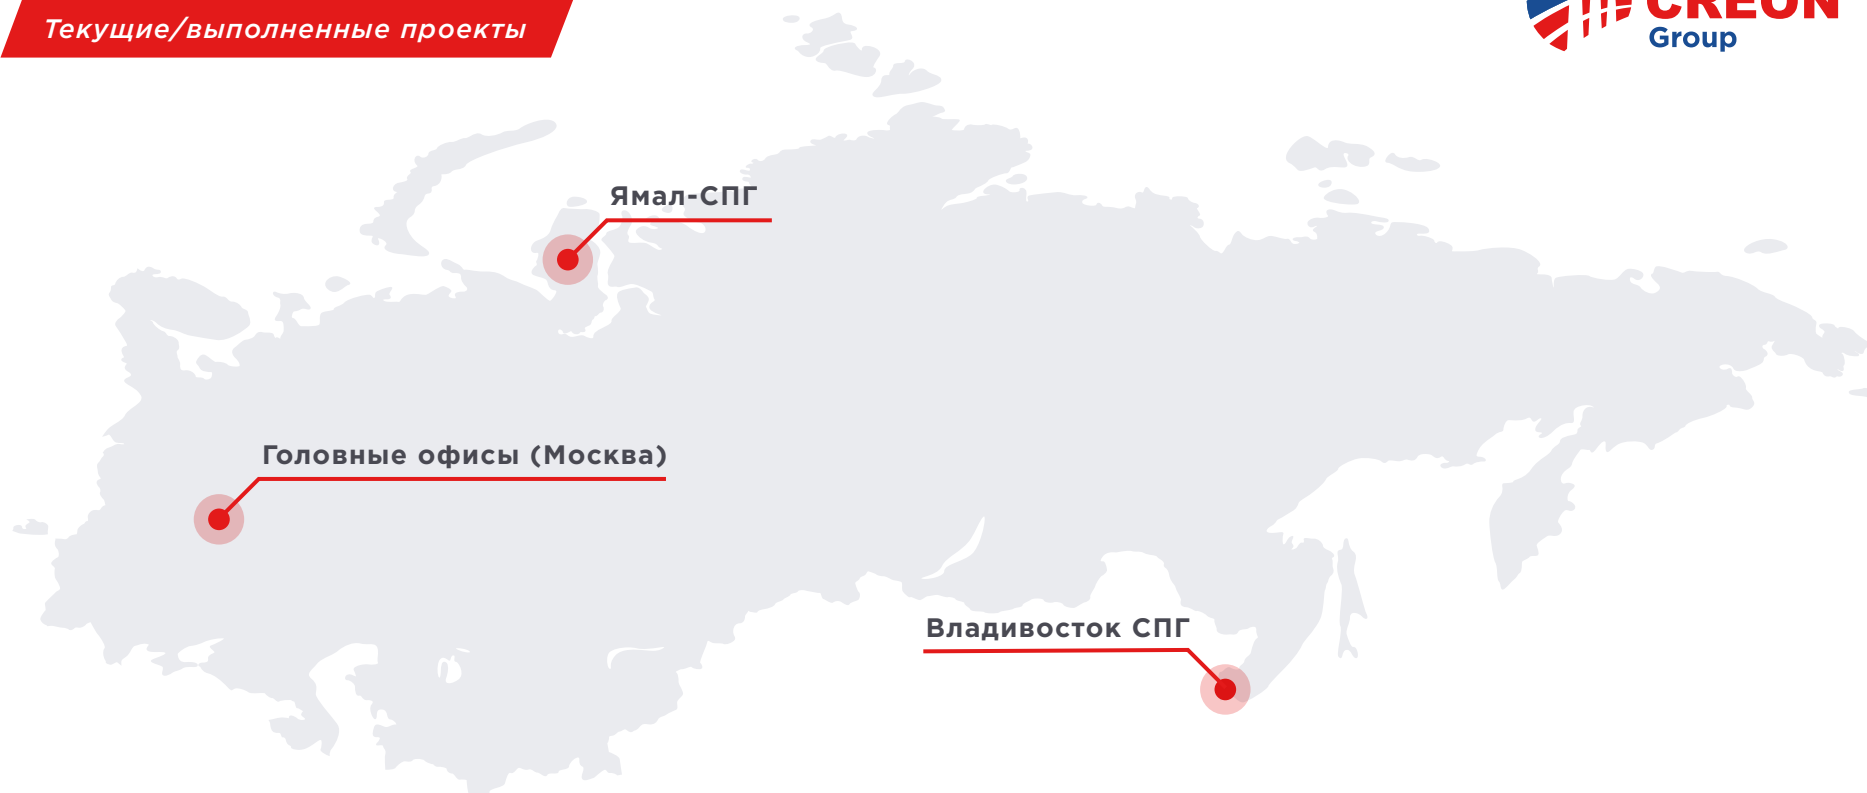 Текущие/выполненные проекты
CREON
Group
Ямал-СПГ
Головные офисы (Москва)
Владивосток СПГ